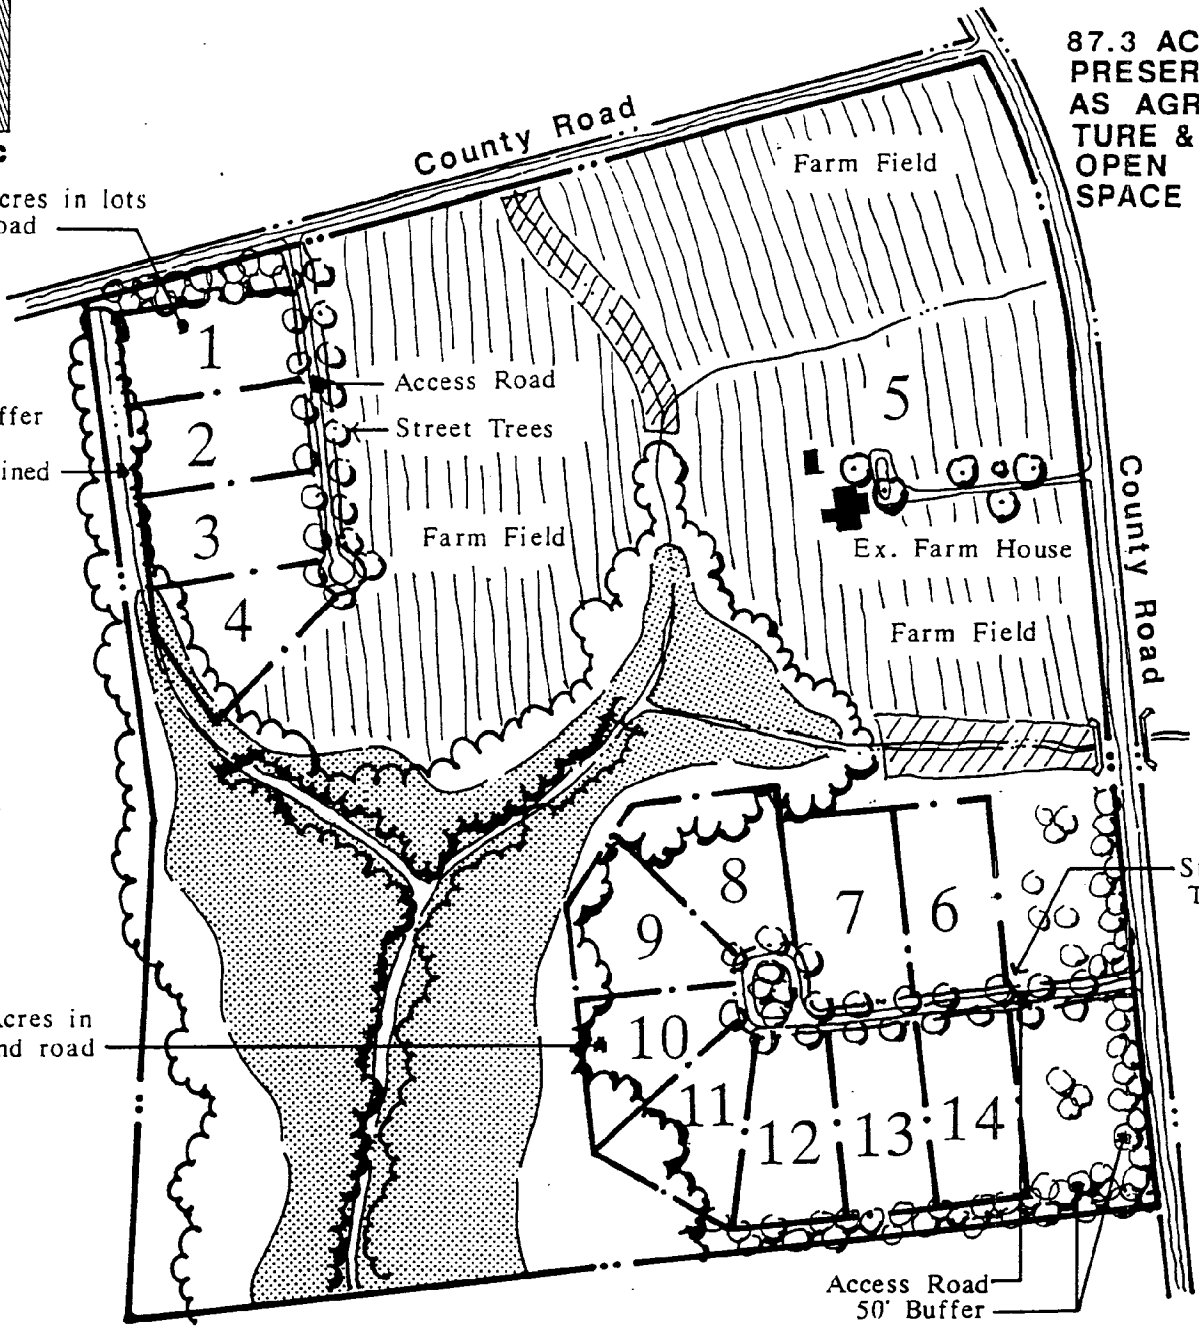 87.3 AC
PRESER
AS AGR
TURE &
OPEN
SPACE
County Road
Farm Field
c
cres in lots
oad
1
Access Road
5
ffer
2
Street Trees
ined
County Road
3
Farm Field
Ex. Farm House
4
Farm Field
8
7
6
S
T
9
Acres in
nd road
10
11
12
13
14
Access Road
50' Buffer